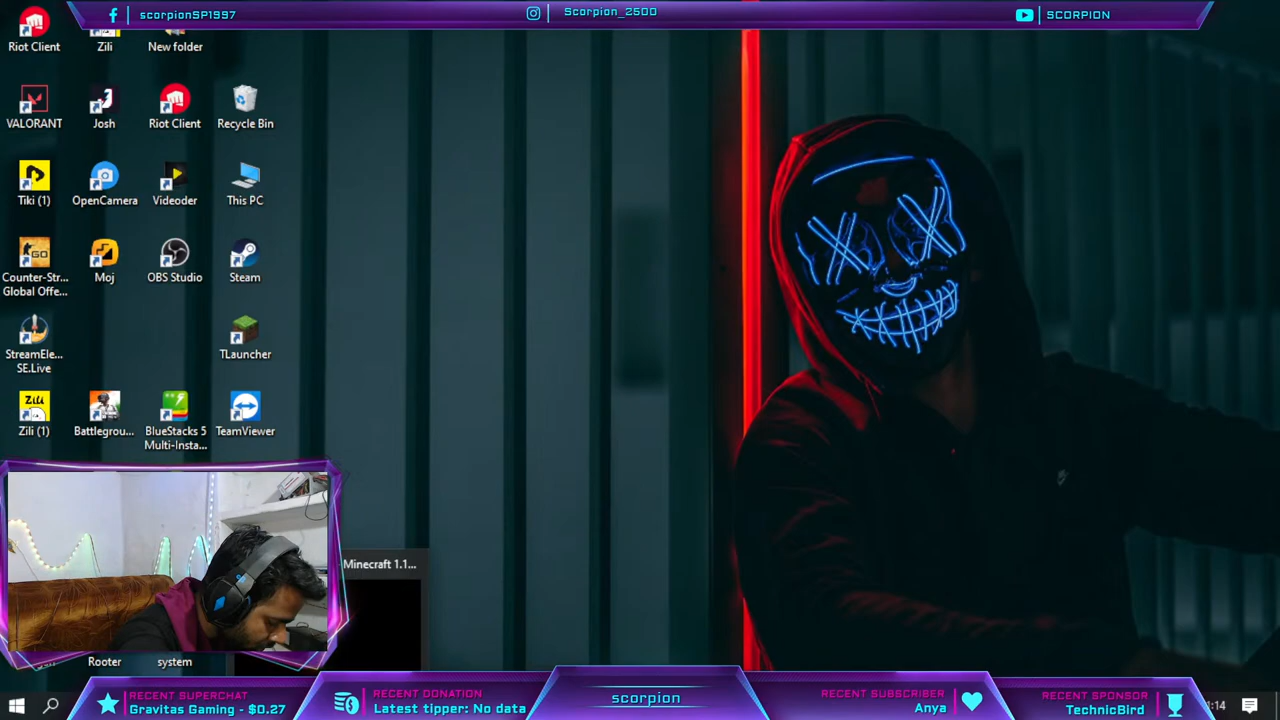 scorpionSP1997
Scorpion_2500
SCORPION
Riot Client
Zili
New folder
VALORANT
Josh
Riot Client
Recycle Bin
Tiki (1)
OpenCamera
Videoder
This PC
Counter-Str...
Global Offe...
Moj
OBS Studio
Steam
StreamEle...
SE.Live
TLauncher
Zili (1)
Battlegrou...
BlueStacks 5
Multi-Insta...
TeamViewer
Minecraft 1.1...
Rooter
system
RECENT SUPERCHAT
Gravitas Gaming - $0.27
RECENT DONATION
Latest tipper: No data
scorpion
RECENT SUBSCRIBER
Anya
RECENT SPONSOR
TechnicBird
:14